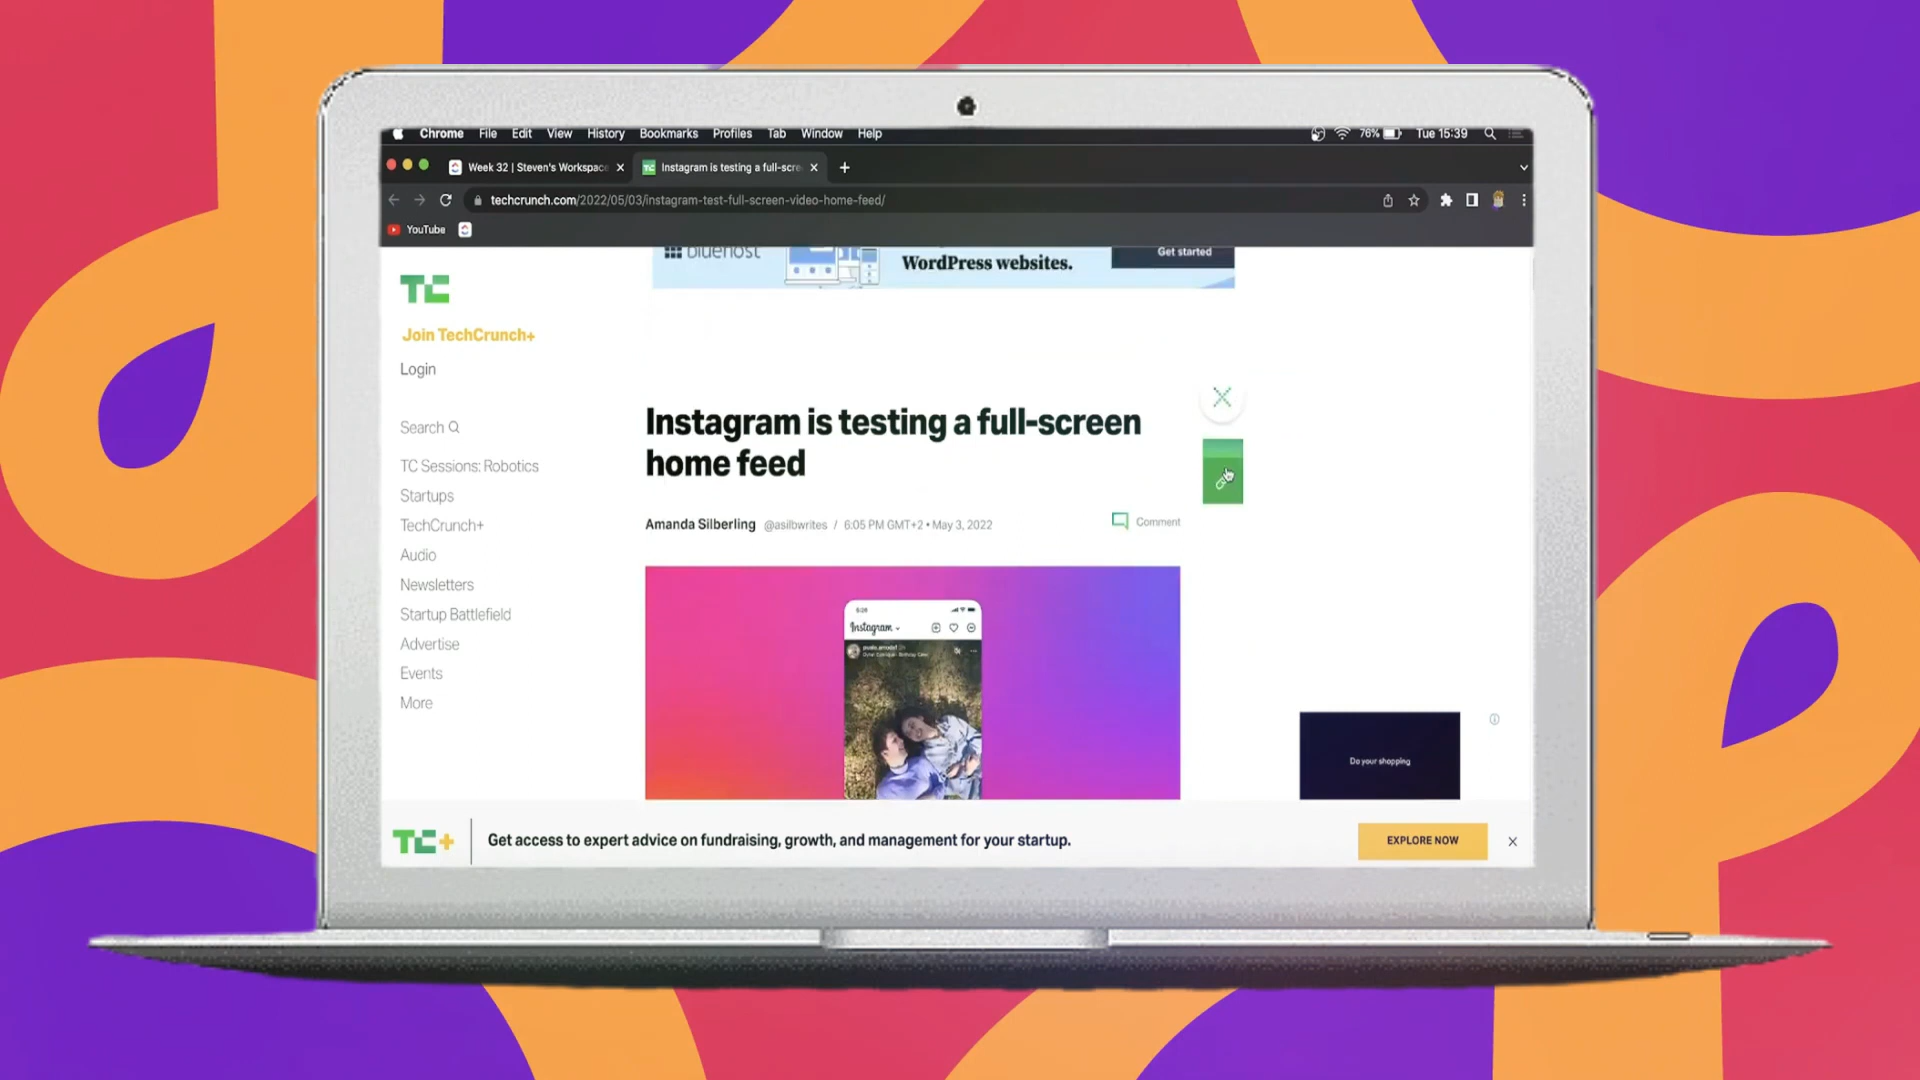 Chrome File Edit View History Bookmarks Profiles Tab Window Help
76% Tue 15:39
Week 32 | Steven's Workspace
Instagram is testing a full-scre
techcrunch.com/2022/05/03/instagram-test-full-screen-video-home-feed/
YouTube
bluehost
WordPress websites.
Get started
TC
Join TechCrunch+
Login
Search
TC Sessions: Robotics
Startups
TechCrunch+
Audio
Newsletters
Startup Battlefield
Advertise
Events
More
Instagram is testing a full-screen
home feed
Amanda Silberling @asilbwrites / 6:05 PM GMT+2 • May 3, 2022
Comment
Instagram
Do your shopping
TC+
Get access to expert advice on fundraising, growth, and management for your startup.
EXPLORE NOW